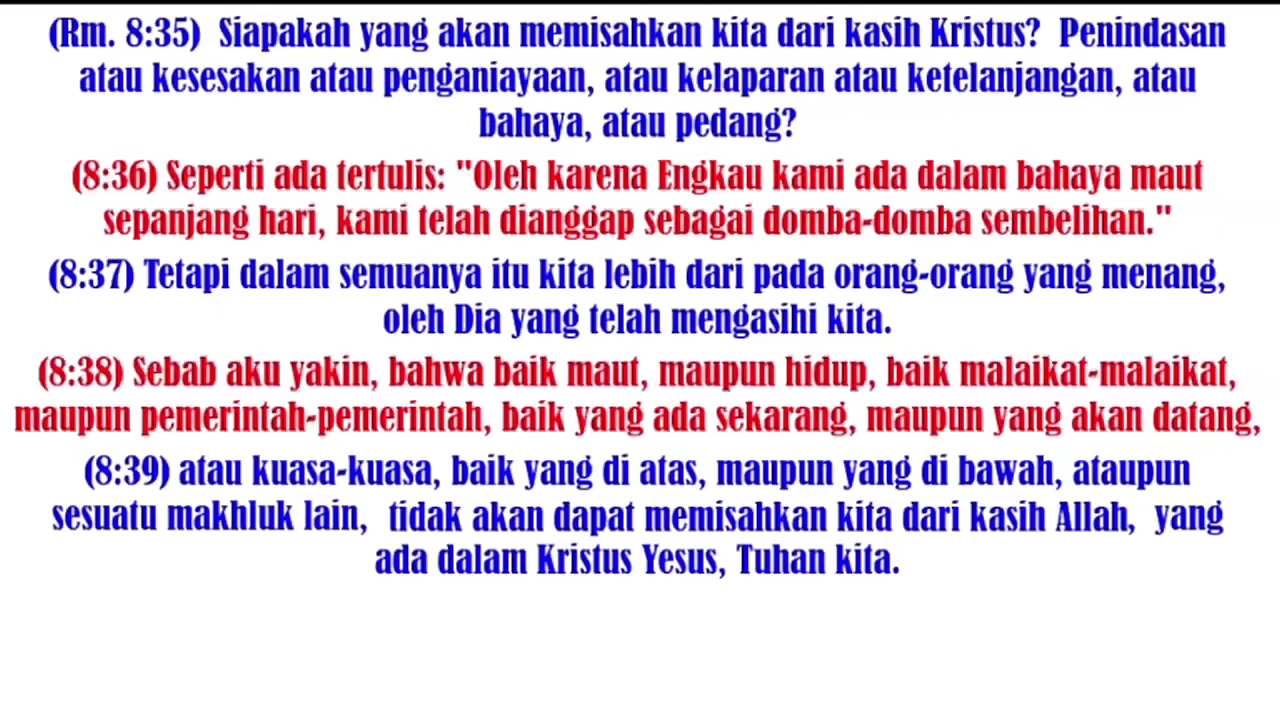 (Rm. 8:35) Siapakah yang akan memisahkan kita dari kasih Kristus? Penindasan
atau kesesakan atau penganiayaan, atau kelaparan atau ketelanjangan, atau
bahaya, atau pedang?
(8:36) Seperti ada tertulis: "Oleh karena Engkau kami ada dalam bahaya maut
sepanjang hari, kami telah dianggap sebagai domba-domba sembelihan."
(8:37) Tetapi dalam semuanya itu kita lebih dari pada orang-orang yang menang,
oleh Dia yang telah mengasihi kita.
(8:38) Sebab aku yakin, bahwa baik maut, maupun hidup, baik malaikat-malaikat,
maupun pemerintah-pemerintah, baik yang ada sekarang, maupun yang akan datang,
(8:39) atau kuasa-kuasa, baik yang di atas, maupun yang di bawah, ataupun
sesuatu makhluk lain, tidak akan dapat memisahkan kita dari kasih Allah, yang
ada dalam Kristus Yesus, Tuhan kita.